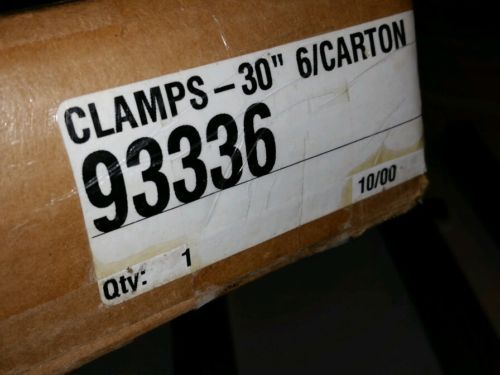 CLAMPS-30" 6/CARTON
93336
10/00
Qty: 1